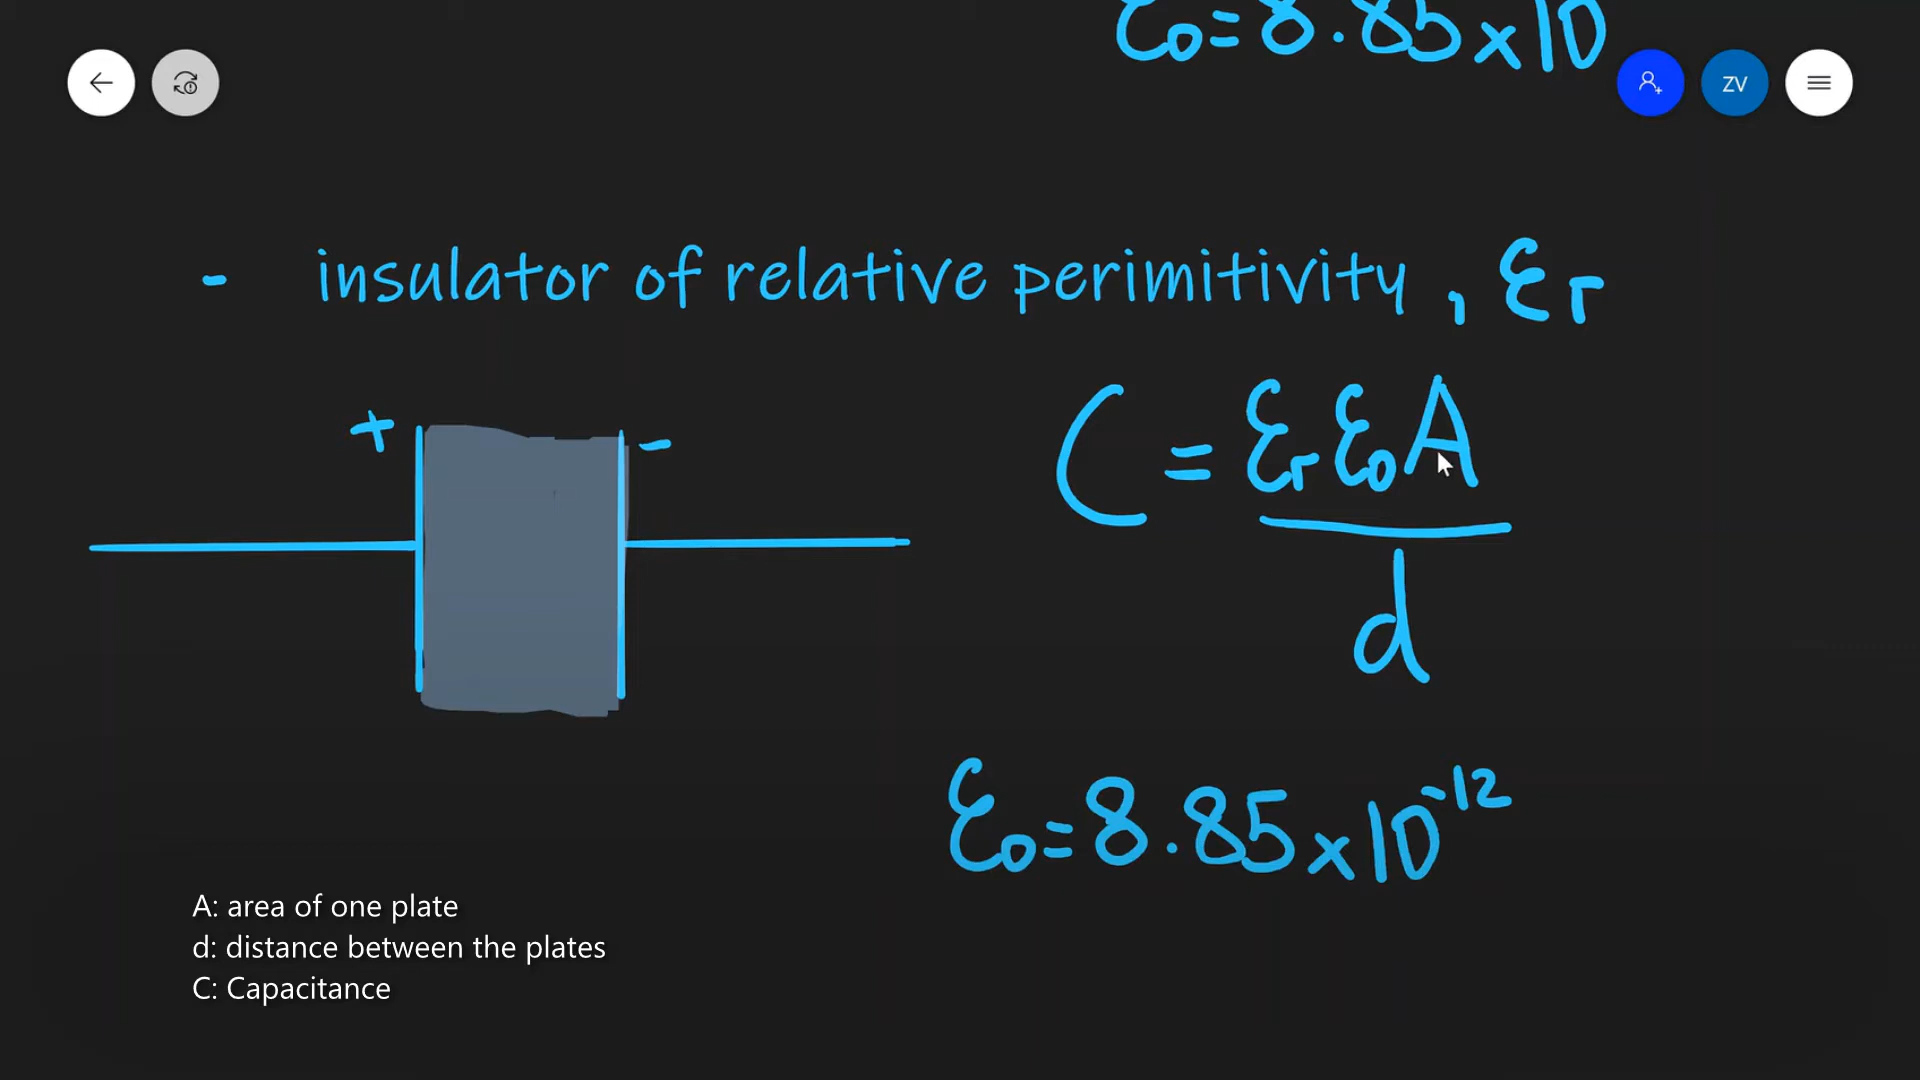 ε₀=8.85×10
ZV
- insulator of relative perimitivity , εr
+ -
C = εrε₀A
d
ε₀=8.85×10⁻¹²
A: area of one plate
d: distance between the plates
C: Capacitance